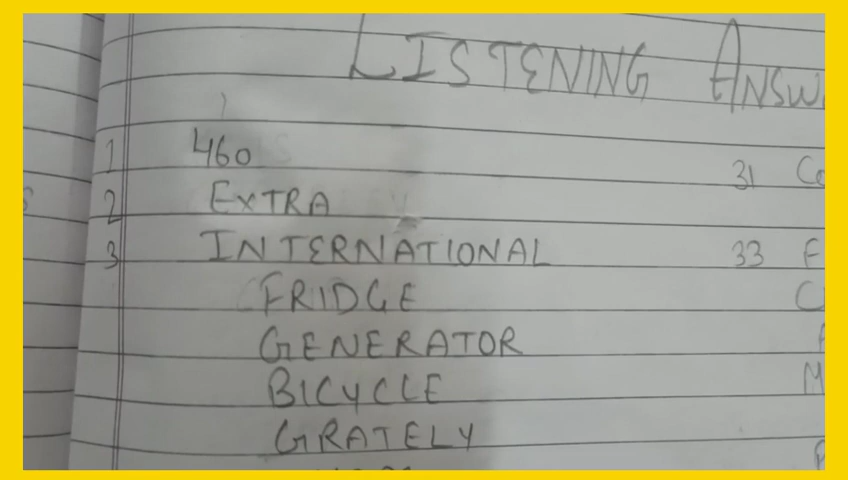 LISTENING
1 460
2 EXTRA
3 INTERNATIONAL
FRIDGE
GENERATOR
BICYCLE
GRATELY
31
33